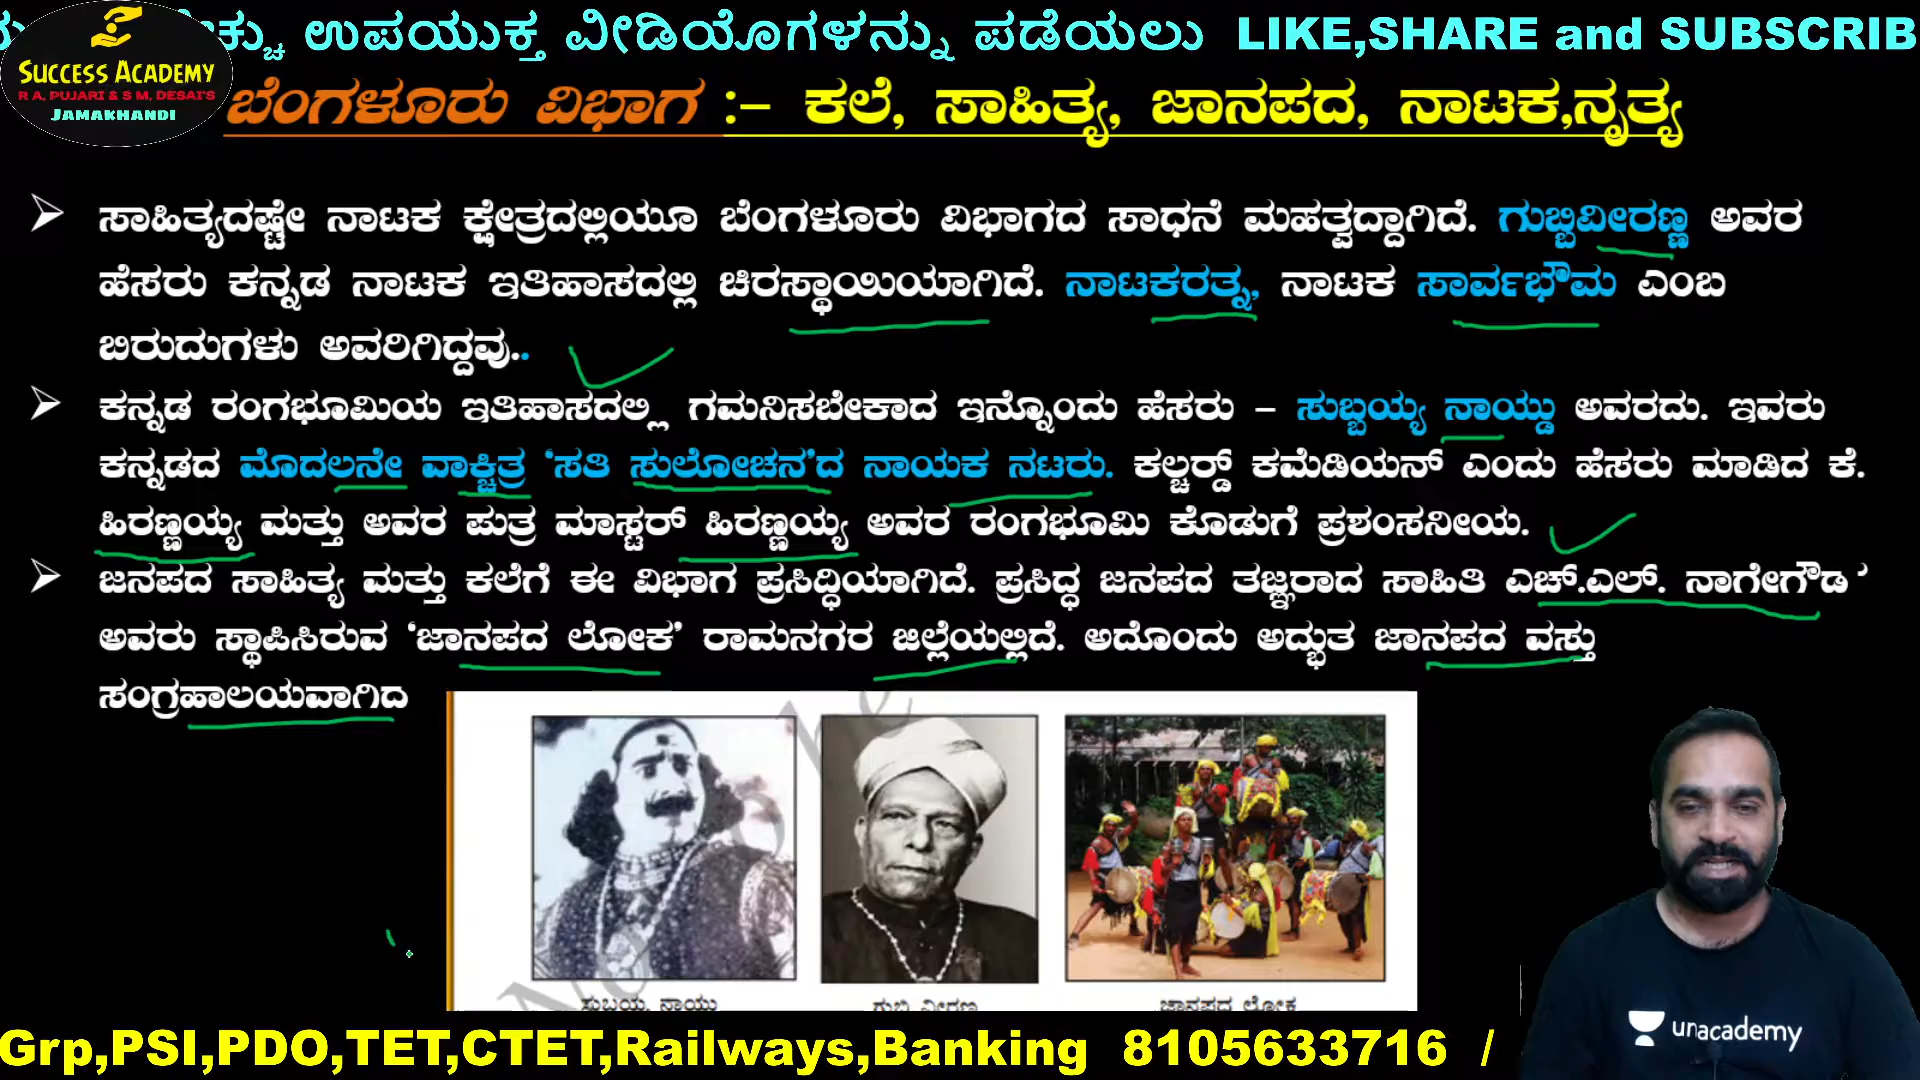 ಚ್ಚು ಉಪಯುಕ್ತ ವೀಡಿಯೊಗಳನ್ನು ಪಡೆಯಲು LIKE,SHARE and SUBSCRIB
SUCCESS ACADEMY
R A, PUJARI & S M, DESAI'S
JAMAKHANDI
ಬೆಂಗಳೂರು ವಿಭಾಗ :– ಕಲೆ, ಸಾಹಿತ್ಯ, ಜಾನಪದ, ನಾಟಕ,ನೃತ್ಯ
ಸಾಹಿತ್ಯದಷ್ಟೇ ನಾಟಕ ಕ್ಷೇತ್ರದಲ್ಲಿಯೂ ಬೆಂಗಳೂರು ವಿಭಾಗದ ಸಾಧನೆ ಮಹತ್ವದ್ದಾಗಿದೆ. ಗುಬ್ಬಿವೀರಣ್ಣ ಅವರ
ಹೆಸರು ಕನ್ನಡ ನಾಟಕ ಇತಿಹಾಸದಲ್ಲಿ ಚಿರಸ್ಥಾಯಿಯಾಗಿದೆ. ನಾಟಕರತ್ನ, ನಾಟಕ ಸಾರ್ವಭೌಮ ಎಂಬ
ಬಿರುದುಗಳು ಅವರಿಗಿದ್ದವು..
ಕನ್ನಡ ರಂಗಭೂಮಿಯ ಇತಿಹಾಸದಲ್ಲಿ ಗಮನಿಸಬೇಕಾದ ಇನ್ನೊಂದು ಹೆಸರು – ಸುಬ್ಬಯ್ಯ ನಾಯ್ಡು ಅವರದು. ಇವರು
ಕನ್ನಡದ ಮೊದಲನೇ ವಾಕ್ಚಿತ್ರ 'ಸತಿ ಸುಲೋಚನ'ದ ನಾಯಕ ನಟರು. ಕಲ್ಚರ್ಡ್ ಕಮೆಡಿಯನ್ ಎಂದು ಹೆಸರು ಮಾಡಿದ ಕೆ.
ಹಿರಣ್ಣಯ್ಯ ಮತ್ತು ಅವರ ಪುತ್ರ ಮಾಸ್ಟರ್ ಹಿರಣ್ಣಯ್ಯ ಅವರ ರಂಗಭೂಮಿ ಕೊಡುಗೆ ಪ್ರಶಂಸನೀಯ.
ಜನಪದ ಸಾಹಿತ್ಯ ಮತ್ತು ಕಲೆಗೆ ಈ ವಿಭಾಗ ಪ್ರಸಿದ್ಧಿಯಾಗಿದೆ. ಪ್ರಸಿದ್ಧ ಜನಪದ ತಜ್ಞರಾದ ಸಾಹಿತಿ ಎಚ್.ಎಲ್. ನಾಗೇಗೌಡ '
ಅವರು ಸ್ಥಾಪಿಸಿರುವ 'ಜಾನಪದ ಲೋಕ' ರಾಮನಗರ ಜಿಲ್ಲೆಯಲ್ಲಿದೆ. ಅದೊಂದು ಅದ್ಭುತ ಜಾನಪದ ವಸ್ತು
ಸಂಗ್ರಹಾಲಯವಾಗಿದ
ಸುಬ್ಬಯ್ಯ ನಾಯ್ಡು ಗುಬ್ಬಿ ವೀರಣ್ಣ ಜಾನಪದ ಲೋಕ
unacademy
Grp,PSI,PDO,TET,CTET,Railways,Banking 8105633716 /